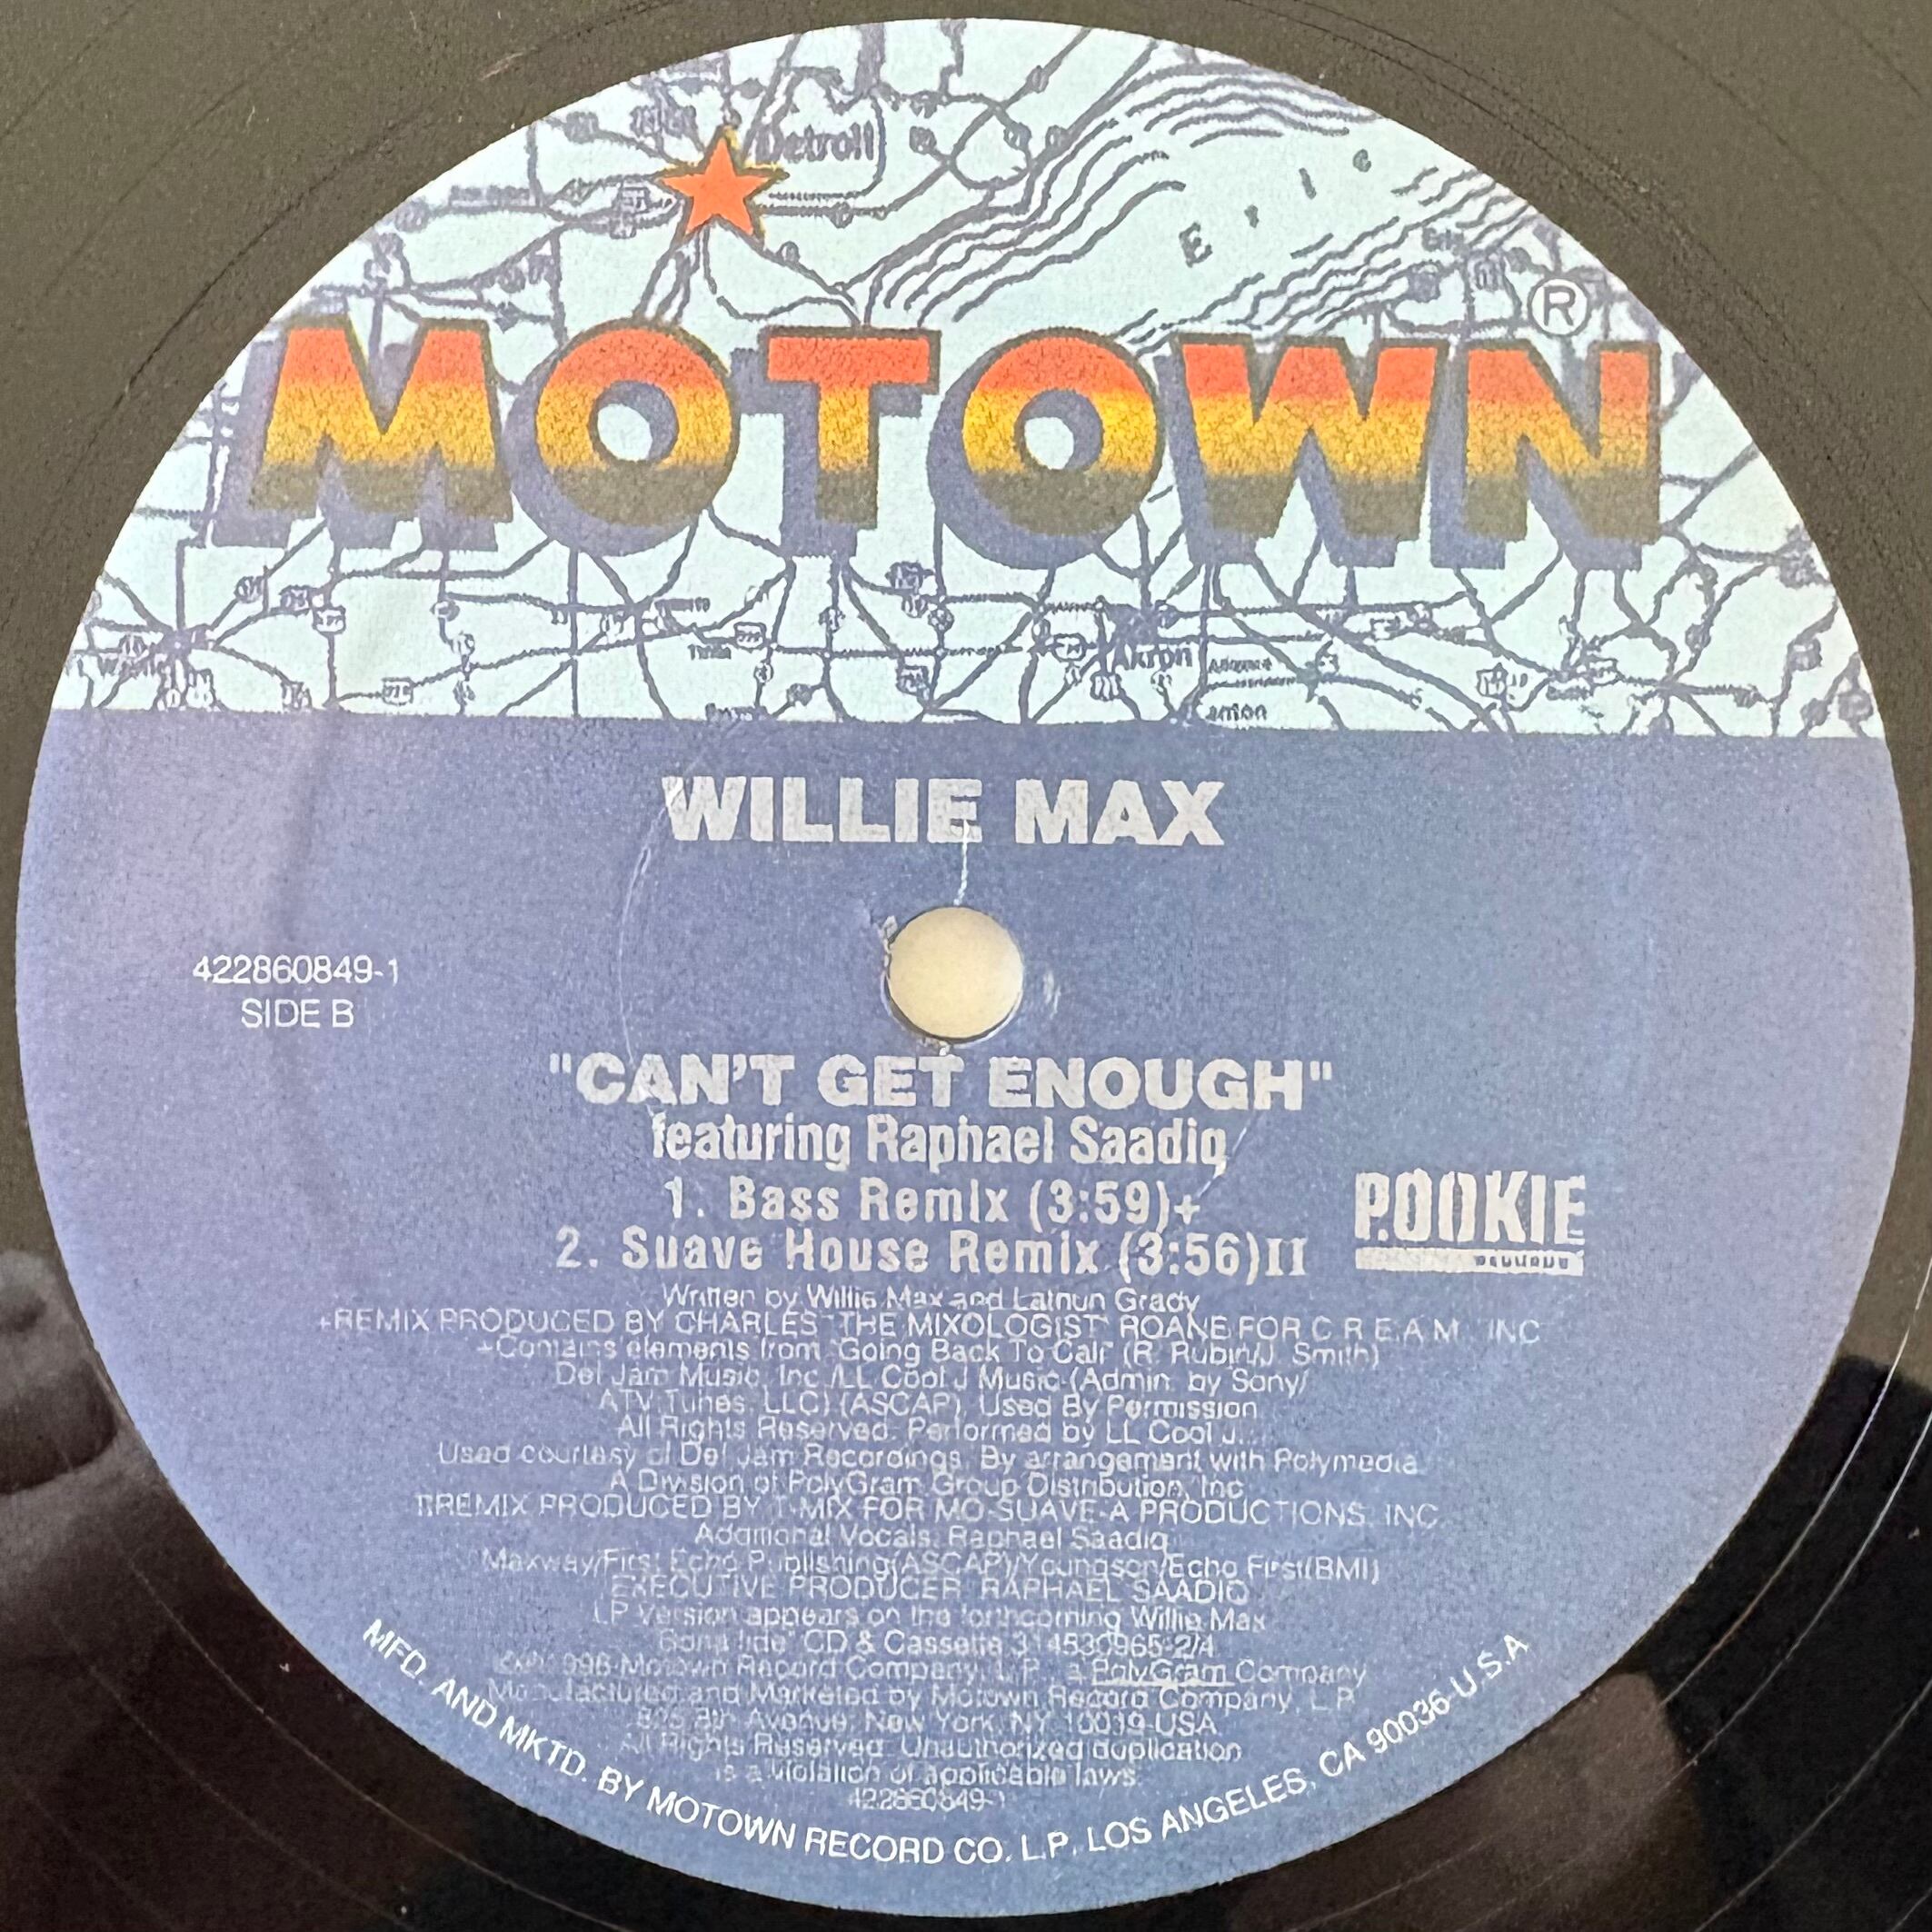 Detroit
Erie
Erie
MOTOWN®
Akron
Canton
WILLIE MAX
422860849-1
SIDE B
"CAN'T GET ENOUGH"
featuring Raphael Saadiq
1. Bass Remix (3:59)+
2. Suave House Remix (3:56)II
POOKIE
RECORDS
Written by Willie Max and Lathun Grady
+REMIX PRODUCED BY CHARLES "THE MIXOLOGIST" ROANE FOR C.R.E.A.M., INC
+Contains elements from "Going Back To Cali" (R. Rubin/J. Smith)
Def Jam Music, Inc./LL Cool J Music (Admin. by Sony/
ATV Tunes, LLC) (ASCAP), Used By Permission.
All Rights Reserved. Performed by LL Cool J.
Used courtesy of Def Jam Recordings, By arrangement with Polymedia
A Division of PolyGram Group Distribution, Inc.
REMIX PRODUCED BY T-MIX FOR MO-SUAVE-A PRODUCTIONS, INC.
Additional Vocals: Raphael Saadiq
Maxway/First Echo Publishing(ASCAP)/Youngson/Echo First(BMI)
EXECUTIVE PRODUCER: RAPHAEL SAADIQ
LP Version appears on the forthcoming Willie Max
"Bona fide" CD & Cassette 314530965-2/4
1998 Motown Record Company, L.P., a PolyGram Company
Manufactured and Marketed by Motown Record Company, L.P.
825 8th Avenue, New York, NY 10019-USA
All Rights Reserved. Unauthorized duplication
is a violation of applicable laws.
422860849-1
MFD. AND MKTD. BY MOTOWN RECORD CO. L.P. LOS ANGELES, CA 90036-U.S.A